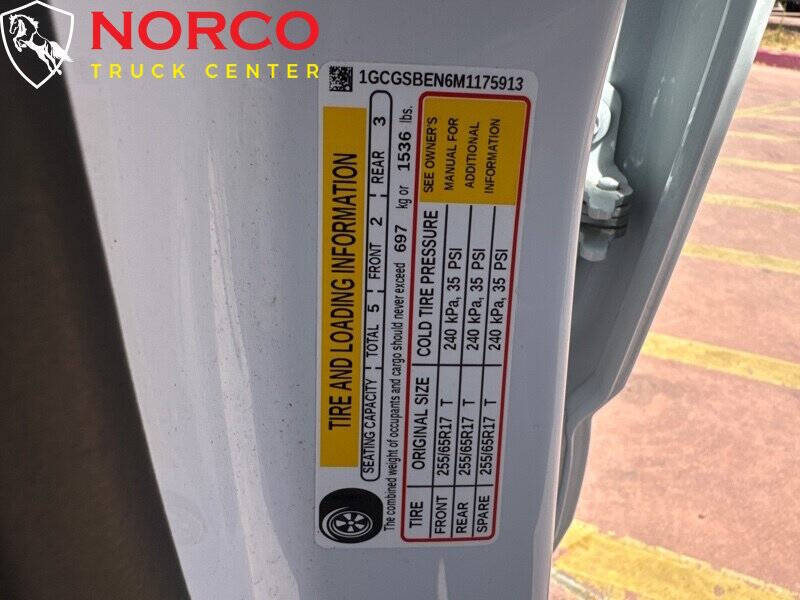 NORCO
TRUCK CENTER
1GCGSBEN6M1175913
TIRE AND LOADING INFORMATION
SEATING CAPACITY TOTAL 5 FRONT 2 REAR 3
The combined weight of occupants and cargo should never exceed 697 kg or 1536 lbs.
TIRE ORIGINAL SIZE COLD TIRE PRESSURE
FRONT 255/65R17 T 240 kPa, 35 PSI
REAR 255/65R17 T 240 kPa, 35 PSI
SPARE 255/65R17 T 240 kPa, 35 PSI
SEE OWNER'S
MANUAL FOR
ADDITIONAL
INFORMATION